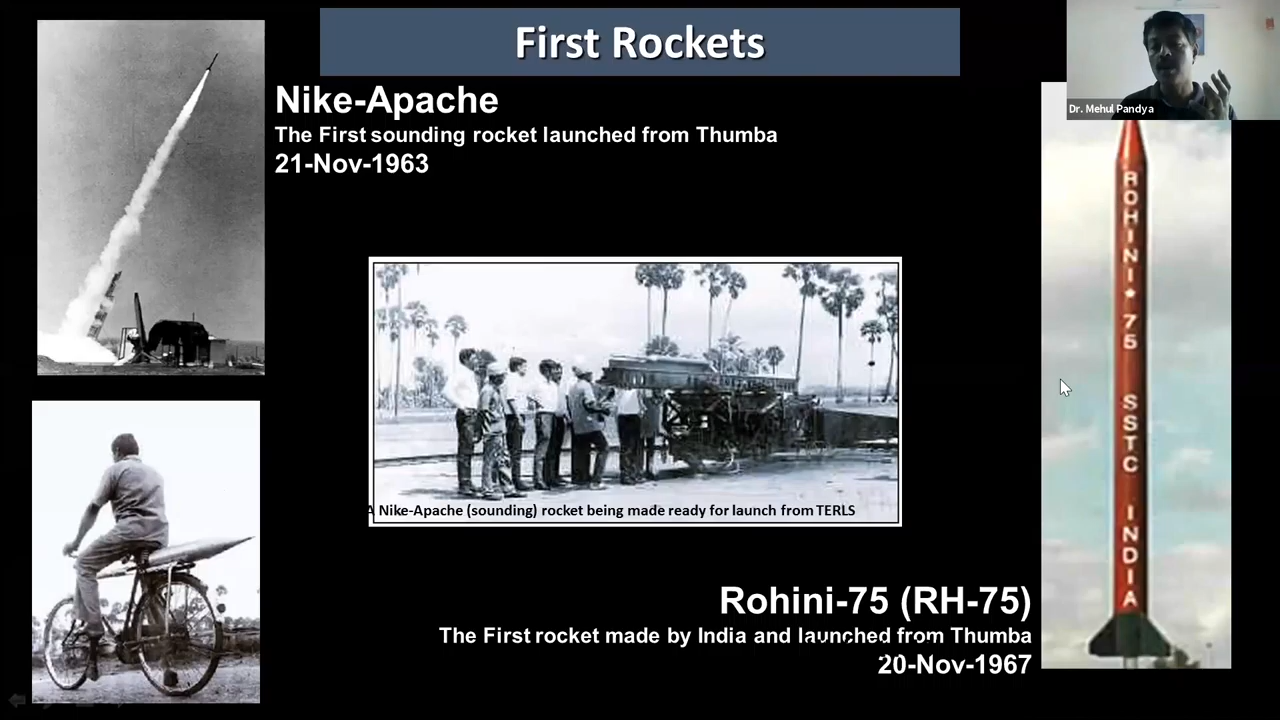 First Rockets
Dr. Mehul Pandya
Nike-Apache
The First sounding rocket launched from Thumba
21-Nov-1963
ROHINI • 75 SSTC INDIA
A Nike-Apache (sounding) rocket being made ready for launch from TERLS
Rohini-75 (RH-75)
The First rocket made by India and launched from Thumba
20-Nov-1967